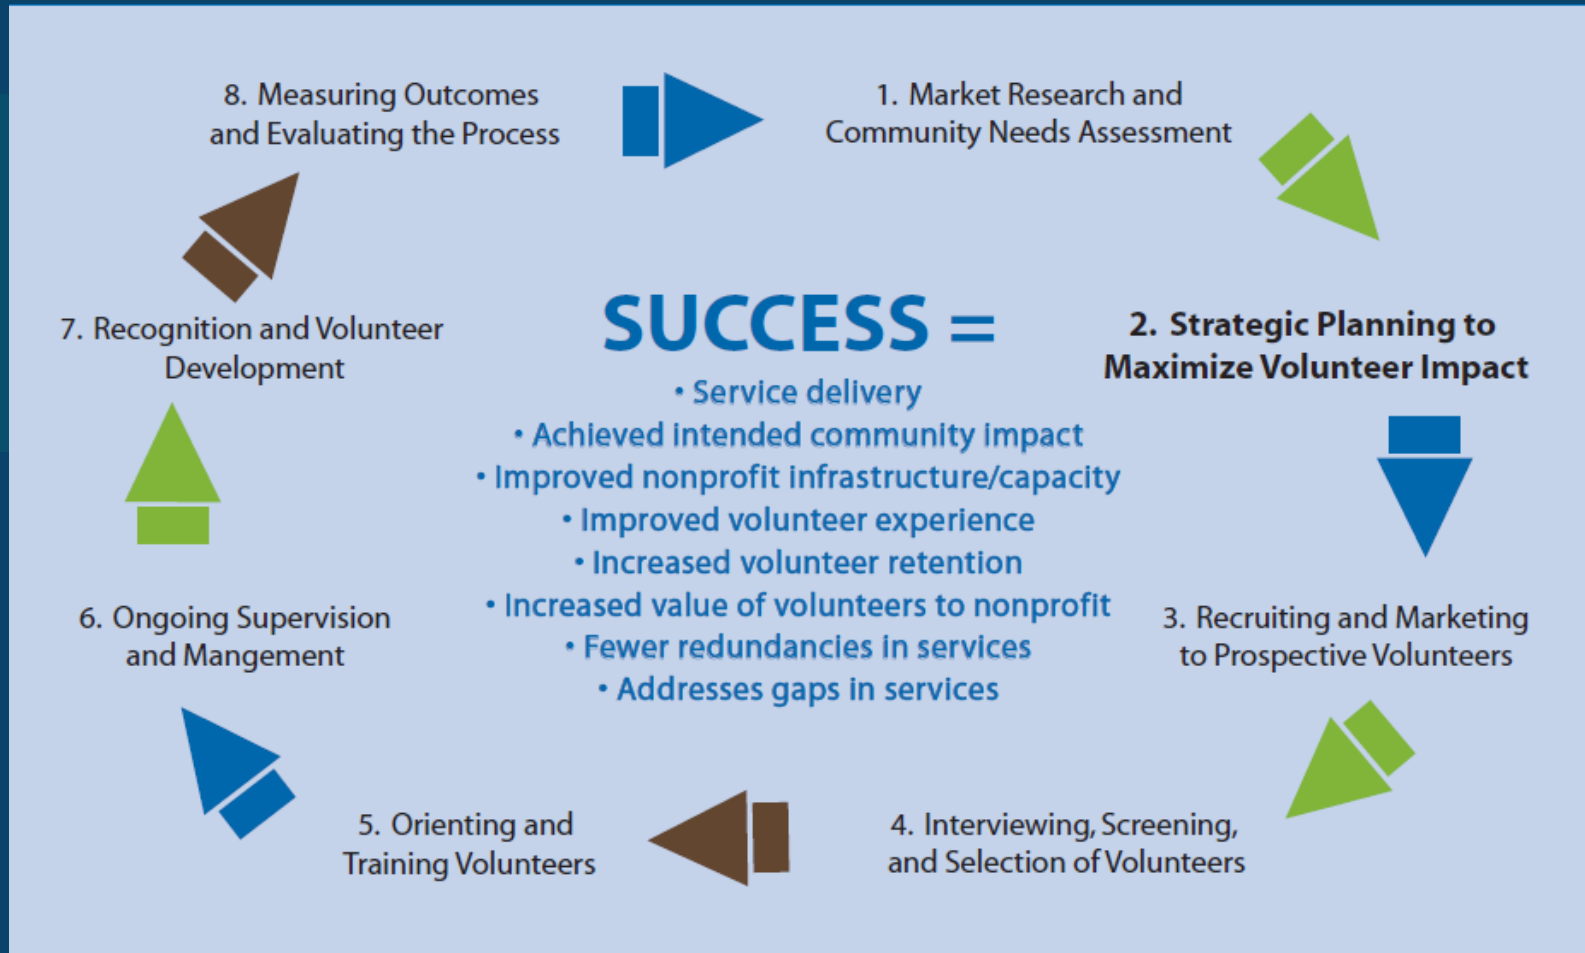 8. Measuring Outcomes
and Evaluating the Process
1. Market Research and
Community Needs Assessment
7. Recognition and Volunteer
Development
SUCCESS =
• Service delivery
• Achieved intended community impact
• Improved nonprofit infrastructure/capacity
• Improved volunteer experience
• Increased volunteer retention
• Increased value of volunteers to nonprofit
• Fewer redundancies in services
• Addresses gaps in services
2. Strategic Planning to
Maximize Volunteer Impact
6. Ongoing Supervision
and Mangement
3. Recruiting and Marketing
to Prospective Volunteers
5. Orienting and
Training Volunteers
4. Interviewing, Screening,
and Selection of Volunteers